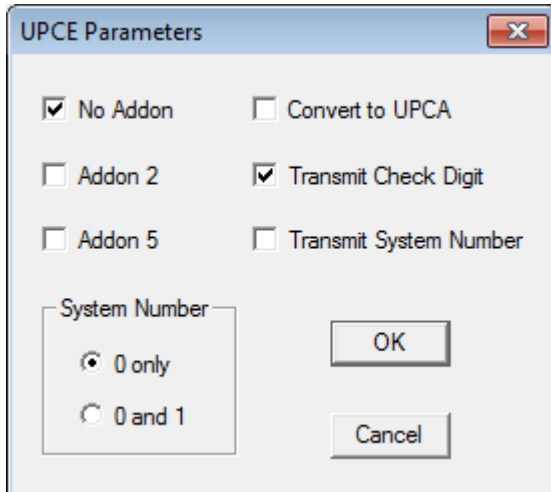 UPCE Parameters
No Addon
Convert to UPCA
Addon 2
Transmit Check Digit
Addon 5
Transmit System Number
System Number
0 only
0 and 1
OK
Cancel